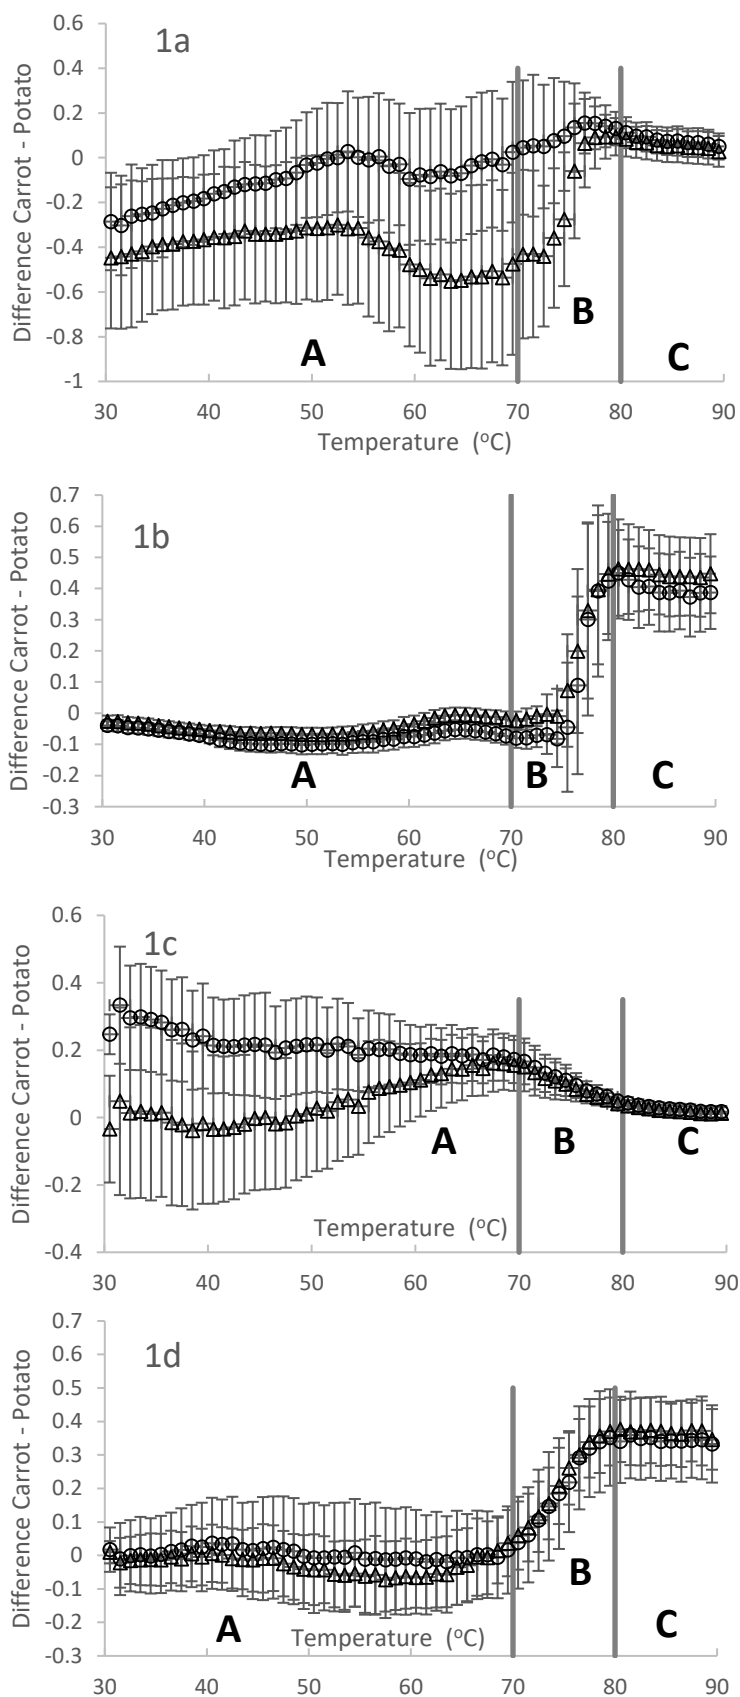 1a
Difference Carrot - Potato
0.6
0.4
0.2
0
-0.2
-0.4
-0.6
-0.8
-1
A
B
C
30 40 50 60 70 80 90
Temperature (°C)
1b
Difference Carrot - Potato
0.7
0.6
0.5
0.4
0.3
0.2
0.1
0
-0.1
-0.2
-0.3
A
B
C
30 40 50 60 70 80 90
Temperature (°C)
1c
Difference Carrot - Potato
0.6
0.4
0.2
0
-0.2
-0.4
A
B
C
Temperature (°C)
30 40 50 60 70 80 90
1d
Difference Carrot - Potato
0.7
0.6
0.5
0.4
0.3
0.2
0.1
0
-0.1
-0.2
-0.3
A
B
C
Temperature (°C)
30 40 50 60 70 80 90